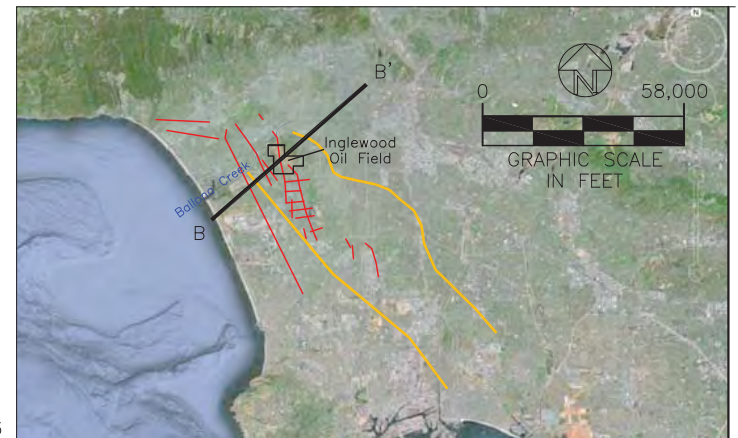 N
B'
N
0 58,000
GRAPHIC SCALE
IN FEET
Inglewood
Oil Field
Ballona Creek
B